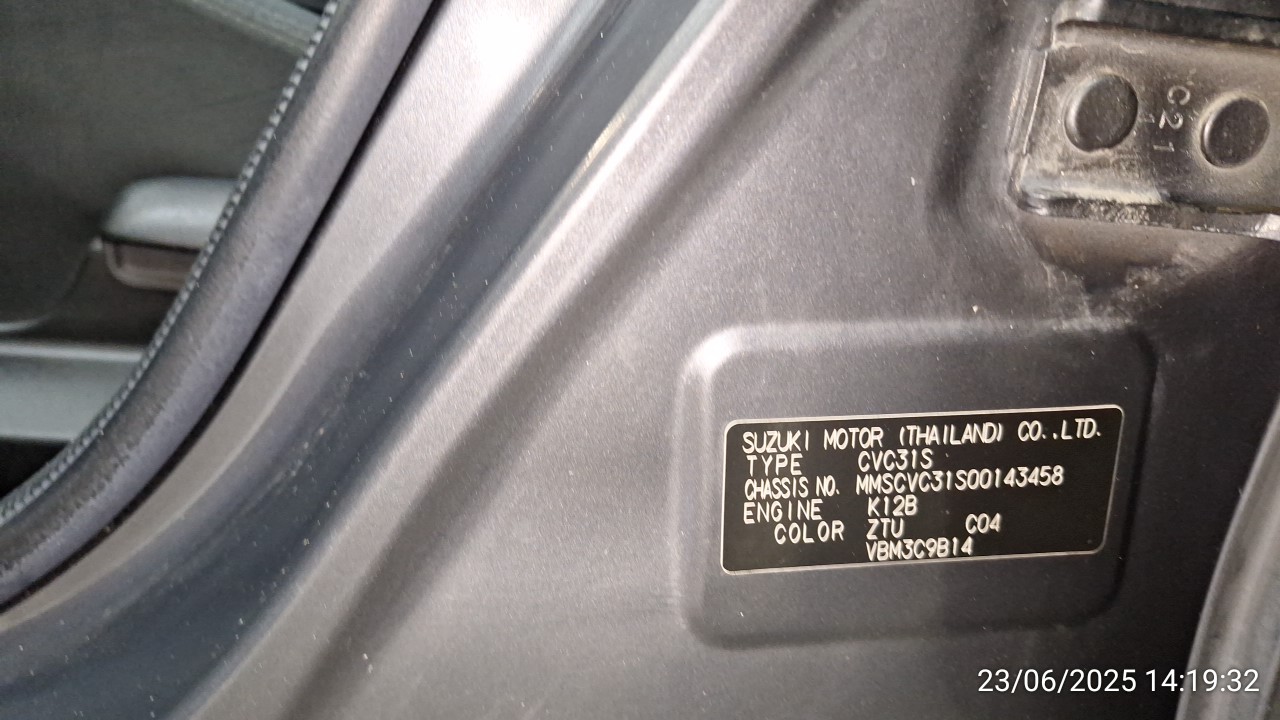 C21
SUZUKI MOTOR (THAILAND) CO.,LTD.
TYPE CVC31S
CHASSIS NO. MMSCVC31S00143458
ENGINE K12B
COLOR ZTU C04
VBM3C9B14
23/06/2025 14:19:32